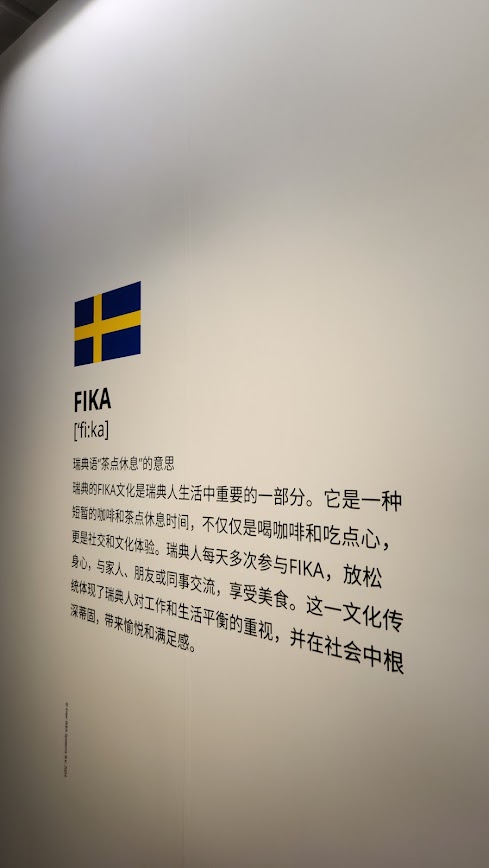 FIKA
['fi:ka]
瑞典语“茶点休息”的意思
瑞典的FIKA文化是瑞典人生活中重要的一部分。它是一种
短暂的咖啡和茶点休息时间，不仅仅是喝咖啡和吃点心，
更是社交和文化体验。瑞典人每天多次参与FIKA，放松
身心，与家人、朋友或同事交流，享受美食。这一文化传
统体现了瑞典人对工作和生活平衡的重视，并在社会中根
深蒂固，带来愉悦和满足感。